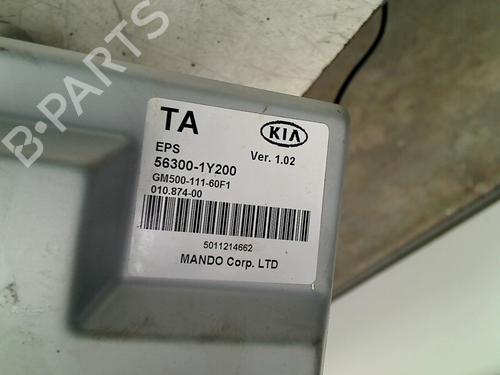 B-PARTS
TA
KIA
EPS
Ver. 1.02
56300-1Y200
GM500-111-60F1
010.874-00
5011214662
MANDO Corp. LTD